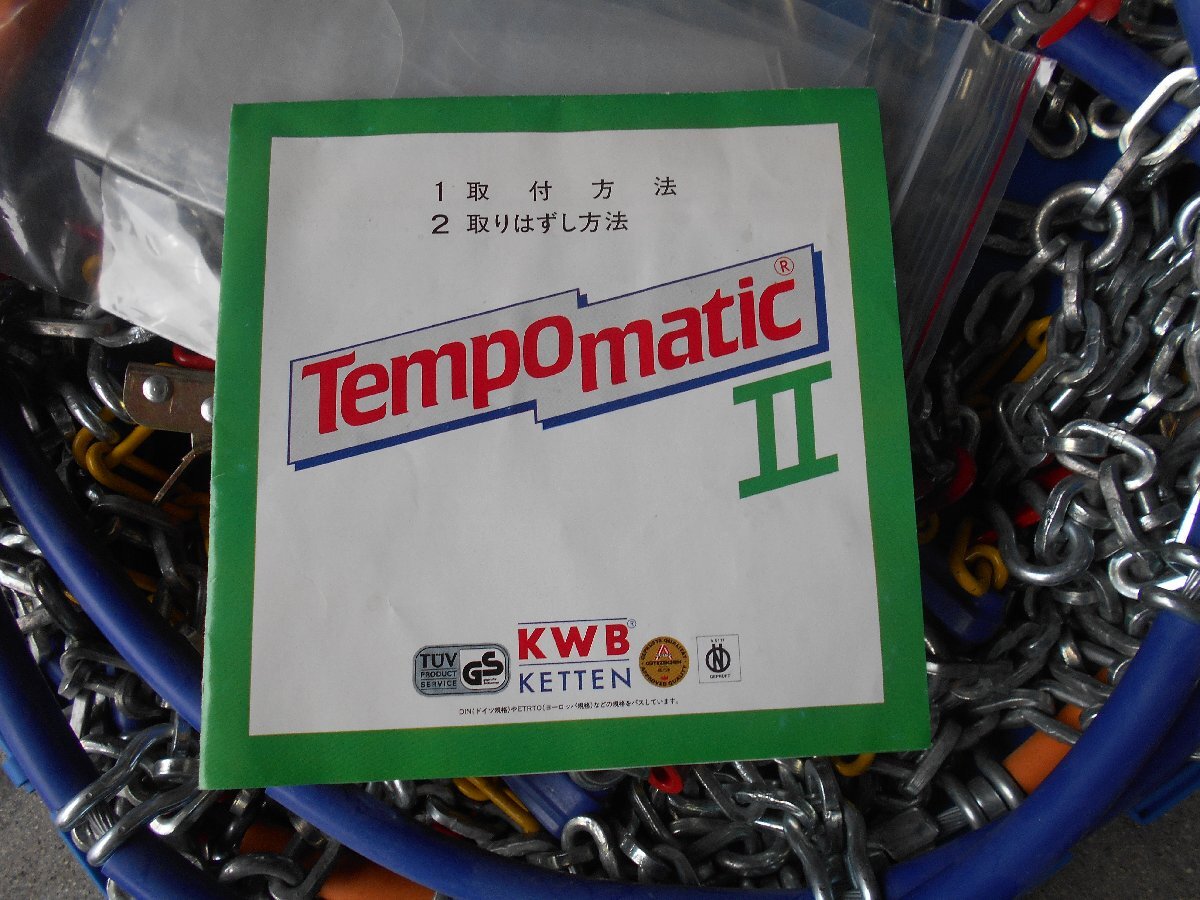 1 取付方法
2 取りはずし方法
Tempomatic®
II
TÜV
PRODUCT
SERVICE
GS
KWB®
KETTEN
GEPRÜFT
DIN(ドイツ規格)やETRTO(ヨーロッパ規格)などの規格をパスしています。